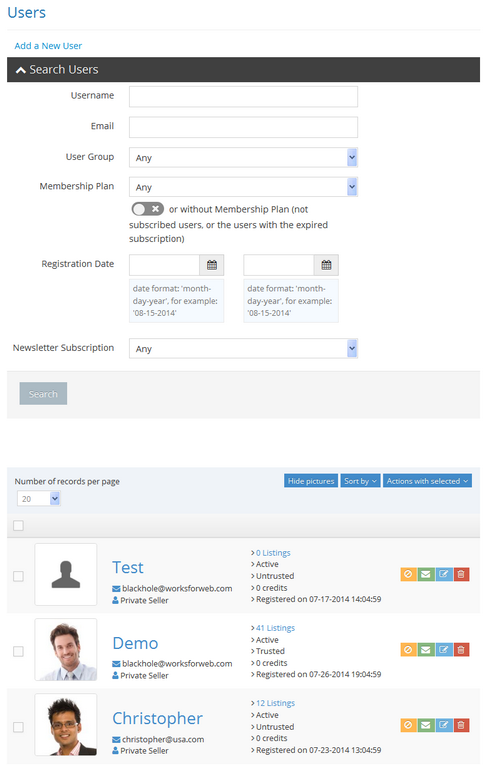 Users
Add a New User
Search Users
Username
Email
User Group
Any
Membership Plan
Any
or without Membership Plan (not
subscribed users, or the users with the expired
subscription)
Registration Date
date format: 'month-
day-year', for example:
'08-15-2014'
date format: 'month-
day-year', for example:
'08-15-2014'
Newsletter Subscription
Any
Search
Number of records per page
20
Hide pictures
Sort by
Actions with selected
Test
blackhole@worksforweb.com
Private Seller
0 Listings
Active
Untrusted
0 credits
Registered on 07-17-2014 14:04:59
Demo
blackhole@worksforweb.com
Private Seller
41 Listings
Active
Trusted
0 credits
Registered on 07-26-2014 19:04:59
Christopher
christopher@usa.com
Private Seller
12 Listings
Active
Untrusted
0 credits
Registered on 07-23-2014 13:04:59